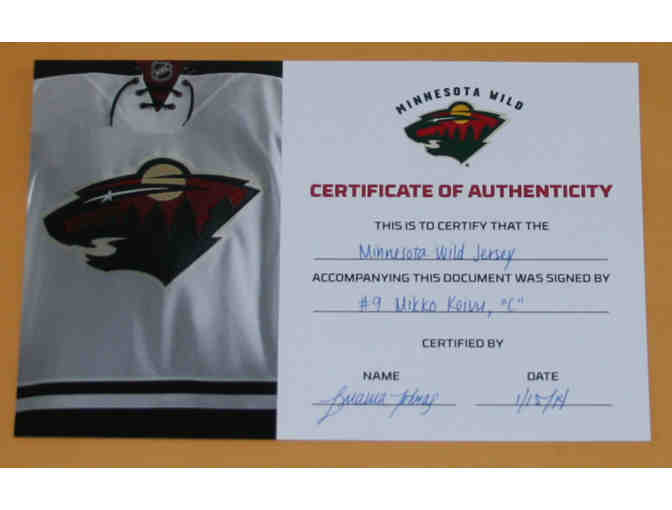 MINNESOTA WILD
CERTIFICATE OF AUTHENTICITY
THIS IS TO CERTIFY THAT THE
Minnesota Wild Jersey
ACCOMPANYING THIS DOCUMENT WAS SIGNED BY
#9 Mikko Koivu, "C"
CERTIFIED BY
NAME DATE